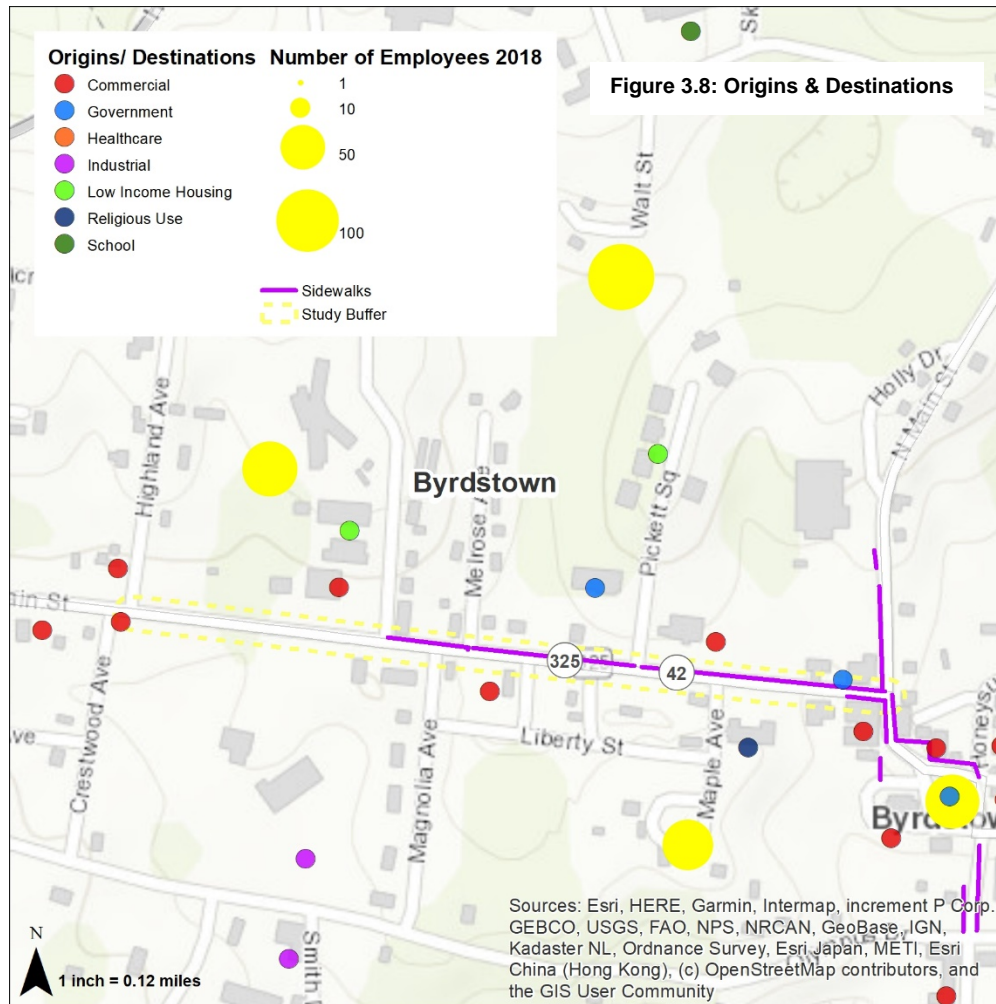 Figure 3.8: Origins & Destinations
Origins/ Destinations
Commercial
Government
Healthcare
Industrial
Low Income Housing
Religious Use
School
Number of Employees 2018
1
10
50
100
Sidewalks
Study Buffer
Walt St
Holly Dr
N Main St
Highland Ave
Byrdstown
Melrose Ave
Pickett Sq
St
325
42
Crestwood Ave
Magnolia Ave
Liberty St
Maple Ave
Smith
N
1 inch = 0.12 miles
Sources: Esri, HERE, Garmin, Intermap, increment P Corp.
GEBCO, USGS, FAO, NPS, NRCAN, GeoBase, IGN,
Kadaster NL, Ordnance Survey, Esri Japan, METI, Esri
China (Hong Kong), (c) OpenStreetMap contributors, and
the GIS User Community